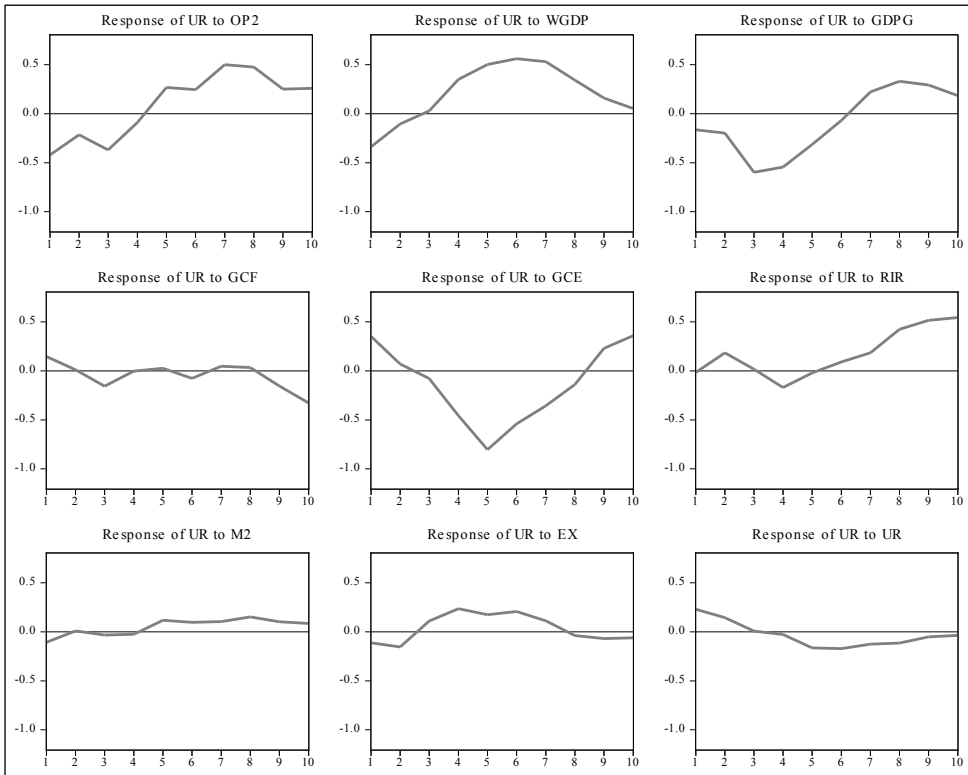 Response of UR to OP2
0.5
0.0
-0.5
-1.0
1 2 3 4 5 6 7 8 9 10
Response of UR to WGDP
0.5
0.0
-0.5
-1.0
1 2 3 4 5 6 7 8 9 10
Response of UR to GDPG
0.5
0.0
-0.5
-1.0
1 2 3 4 5 6 7 8 9 10
Response of UR to GCF
0.5
0.0
-0.5
-1.0
1 2 3 4 5 6 7 8 9 10
Response of UR to GCE
0.5
0.0
-0.5
-1.0
1 2 3 4 5 6 7 8 9 10
Response of UR to RIR
0.5
0.0
-0.5
-1.0
1 2 3 4 5 6 7 8 9 10
Response of UR to M2
0.5
0.0
-0.5
-1.0
1 2 3 4 5 6 7 8 9 10
Response of UR to EX
0.5
0.0
-0.5
-1.0
1 2 3 4 5 6 7 8 9 10
Response of UR to UR
0.5
0.0
-0.5
-1.0
1 2 3 4 5 6 7 8 9 10